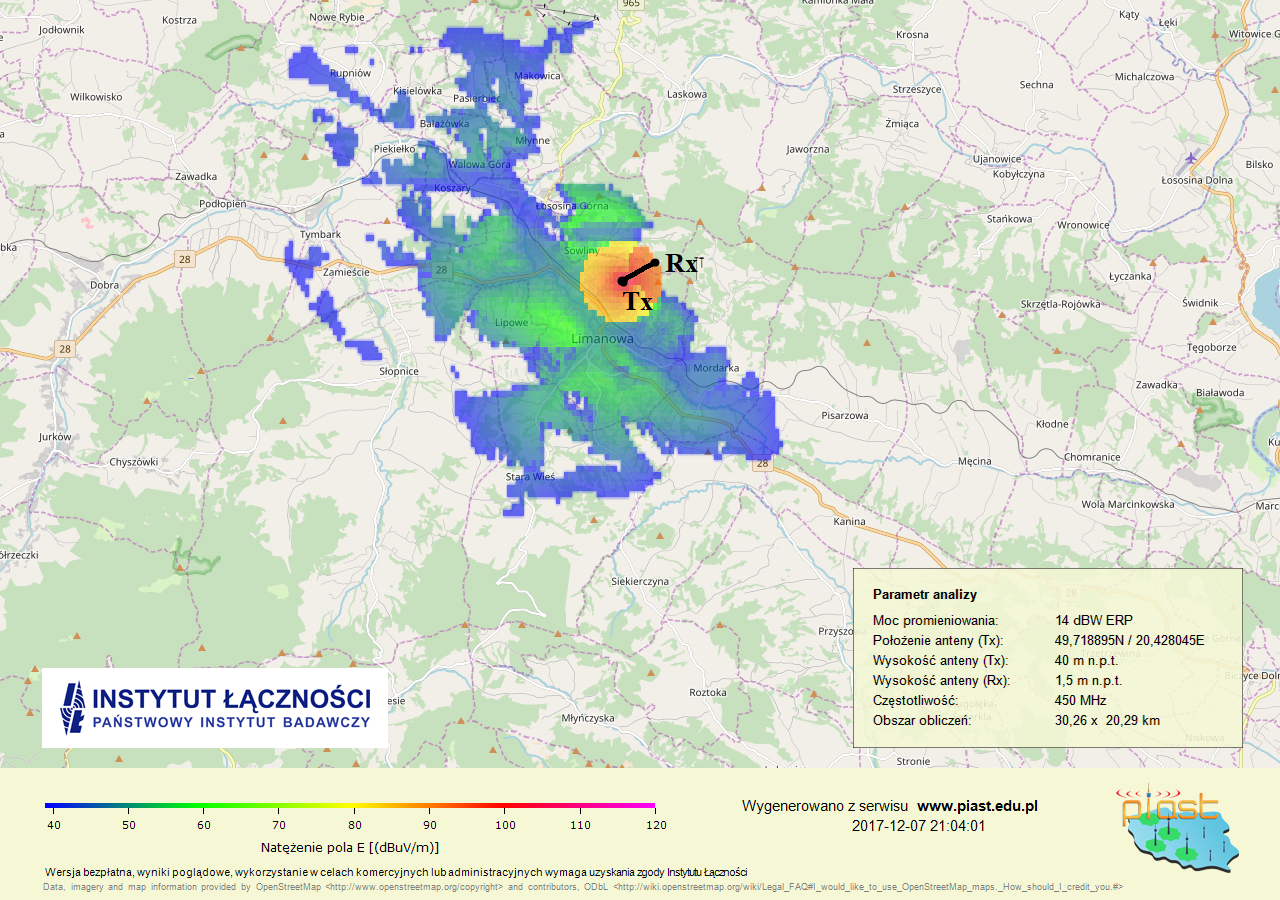 Kostrza
Nowe Rybie
965
Kamionka Mała
Kąty
Łęki
Jodłownik
Krosna
Witowice G
Rupniów
Makowica
Michalczowa
Wilkowisko
Kisielówka
Pasierbiec
Laskowa
Strzeszyce
Sechna
Bałażówka
Żmiąca
Piekiełko
Młynne
Jaworzna
Ujanowice
Walowa Góra
Kobyłczyna
Bilsko
Zawadka
Koszary
Łososina Dolna
Podłopień
Łososina Górna
Stańkowa
Wronowice
Tymbark
Sowliny
28
28
Zamieście
Rx
Łyczanka
Dobra
Tx
Skrzętla-Rojówka
Świdnik
Lipowe
Limanowa
28
Tęgoborze
Słopnice
Mordarka
Zawadka
Białawoda
Pisarzowa
Kłodne
Jurków
Chyszówki
28
Męcina
Chomranice
Stara Wieś
Wola Marcinkowska
Marc
Kanina
Siekierczyna
Przyszowa
Roztoka
Młyńczyska
Stronie
Parametr analizy
Moc promieniowania: 14 dBW ERP
Położenie anteny (Tx): 49,718895N / 20,428045E
Wysokość anteny (Tx): 40 m n.p.t.
Wysokość anteny (Rx): 1,5 m n.p.t.
Częstotliwość: 450 MHz
Obszar obliczeń: 30,26 x 20,29 km
INSTYTUT ŁĄCZNOŚCI
PAŃSTWOWY INSTYTUT BADAWCZY
40 50 60 70 80 90 100 110 120
Natężenie pola E [(dBuV/m)]
Wygenerowano z serwisu www.piast.edu.pl
2017-12-07 21:04:01
piast
Wersja bezpłatna, wyniki poglądowe, wykorzystanie w celach komercyjnych lub administracyjnych wymaga uzyskania zgody Instytutu Łączności
Data, imagery and map information provided by OpenStreetMap <http://www.openstreetmap.org/copyright> and contributors, ODbL <http://wiki.openstreetmap.org/wiki/Legal_FAQ#I_would_like_to_use_OpenStreetMap_maps._How_should_I_credit_you.#>